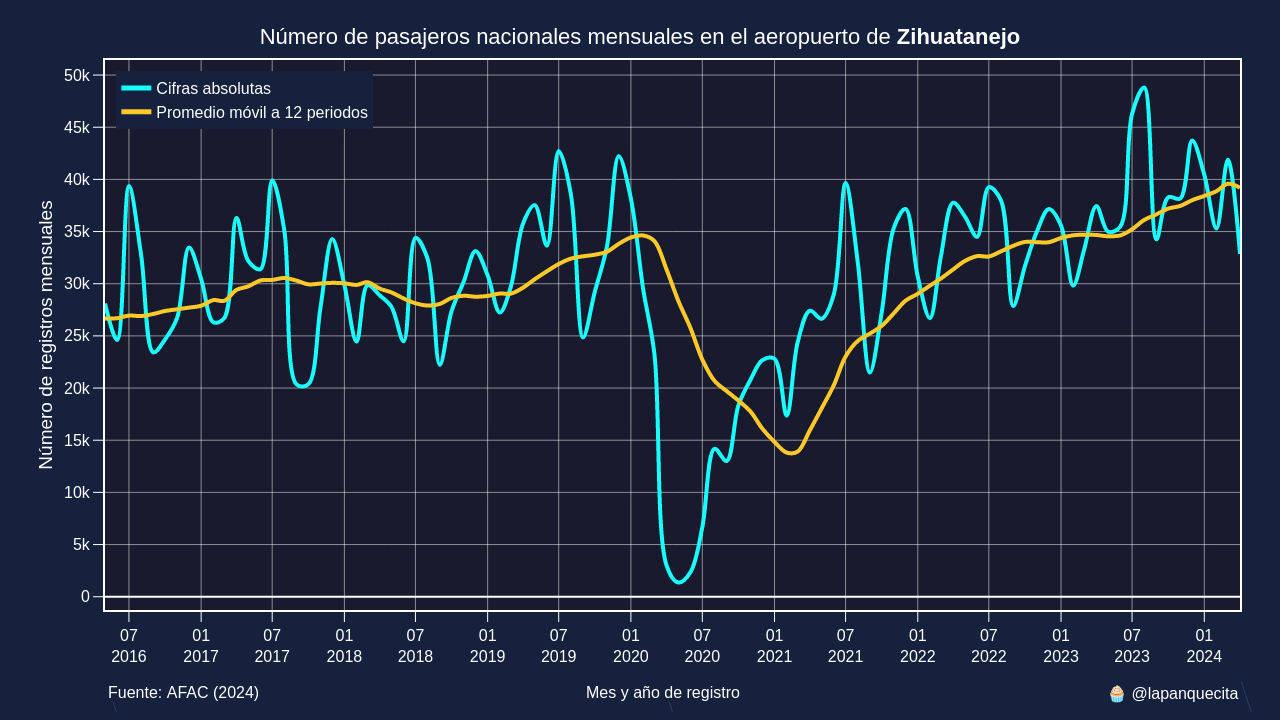 Número de pasajeros nacionales mensuales en el aeropuerto de Zihuatanejo
Cifras absolutas
Promedio móvil a 12 periodos
Número de registros mensuales
50k
45k
40k
35k
30k
25k
20k
15k
10k
5k
0
07 01 07 01 07 01 07 01 07 01 07 01 07 01 07 01
2016 2017 2017 2018 2018 2019 2019 2020 2020 2021 2021 2022 2022 2023 2023 2024
Fuente: AFAC (2024)
Mes y año de registro
🧁 @lapanquecita